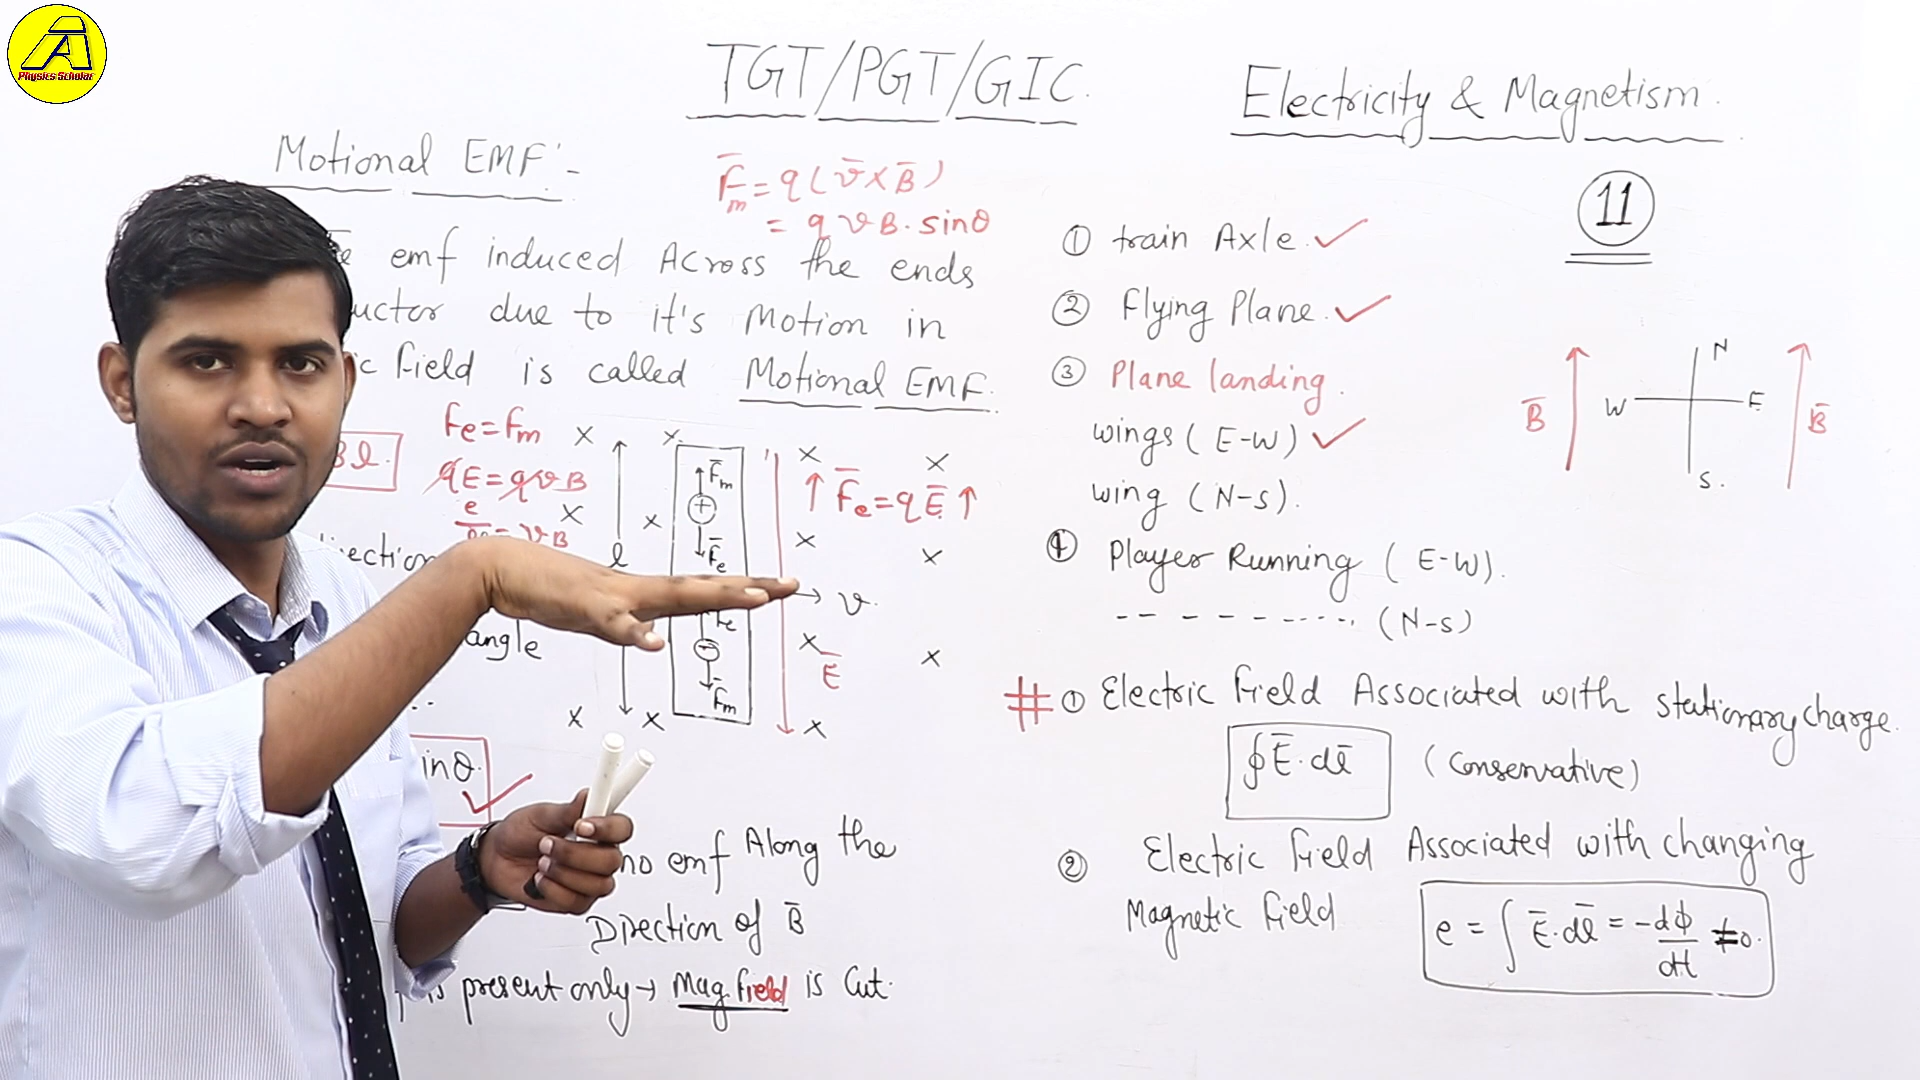 Physics Scholar
TGT/PGT/GIC.
Electricity & Magnetism.
11
Motional EMF:-
F̄m = q(v̄ × B̄)
= qvB.sinθ
emf induced Across the ends
due to it's Motion in
field is called Motional EMF.
Bl.
Fe = Fm
qE = qvB
= vB
l
F̄m
+
F̄e
−
F̄m
F̄e = qĒ ↑
→ v.
Ē
angle
inθ.
no emf Along the
Direction of B̄
is present only → Mag. field is Cut.
① train Axle. ✓
② Flying Plane. ✓
③ Plane landing.
wings (E-W) ✓
wing (N-S).
④ Player Running (E-W).
- - - - - - - - (N-S)
B̄
N
W
E
S.
B̄
# ① Electric field Associated with stationary charge.
∮Ē.dl̄ (Conservative)
② Electric field Associated with changing
Magnetic field
e = ∫Ē.dl̄ = -dϕ/dt ≠ 0.